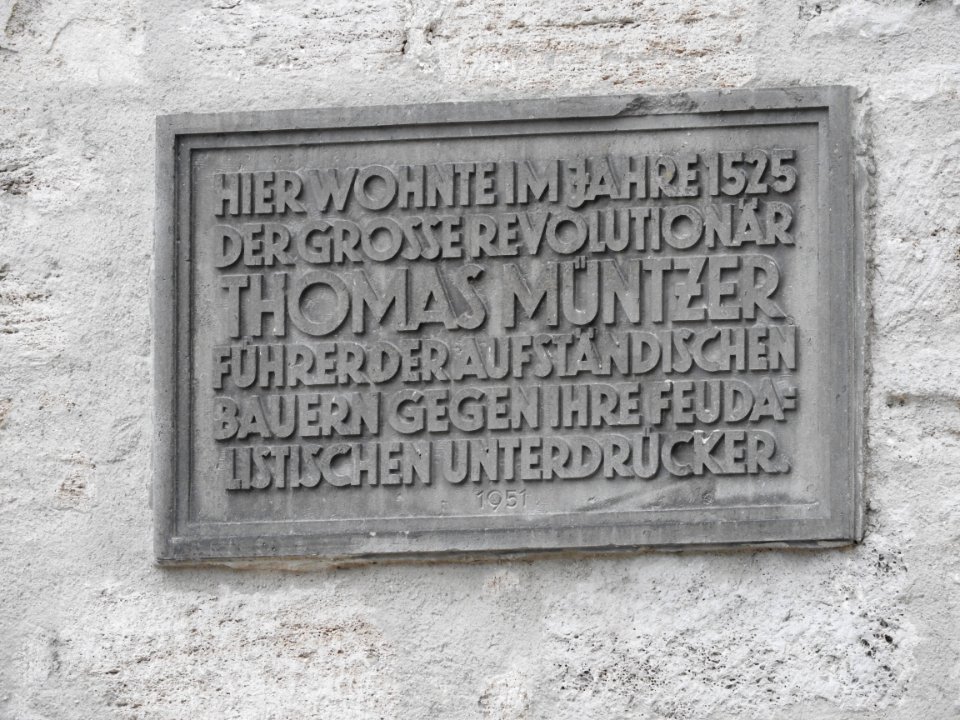 HIER WOHNTE IM JAHRE 1525
DER GROSSE REVOLUTIONÄR
THOMAS MÜNTZER
FÜHRER DER AUFSTÄNDISCHEN
BAUERN GEGEN IHRE FEUDA-
LISTISCHEN UNTERDRÜCKER.
1951